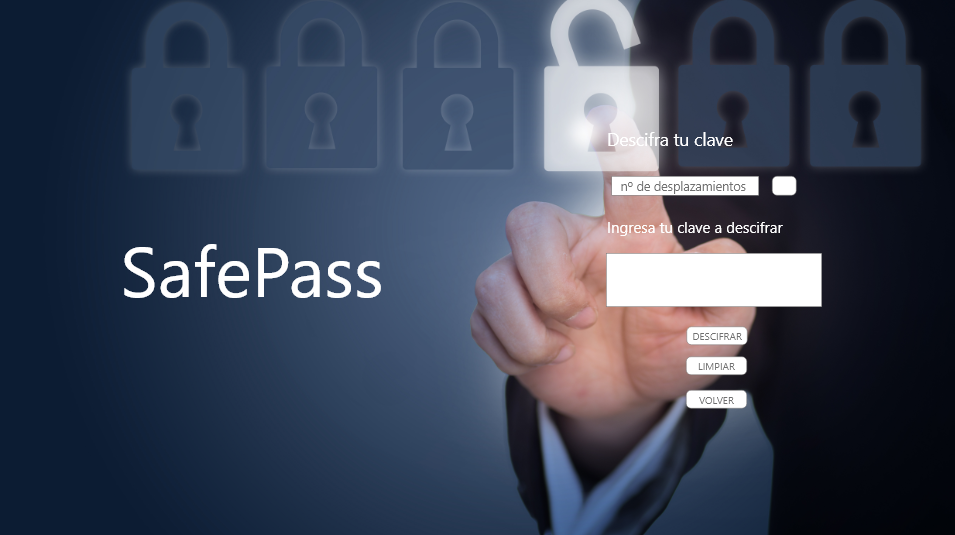 SafePass
Descifra tu clave
nº de desplazamientos
Ingresa tu clave a descifrar
DESCIFRAR
LIMPIAR
VOLVER